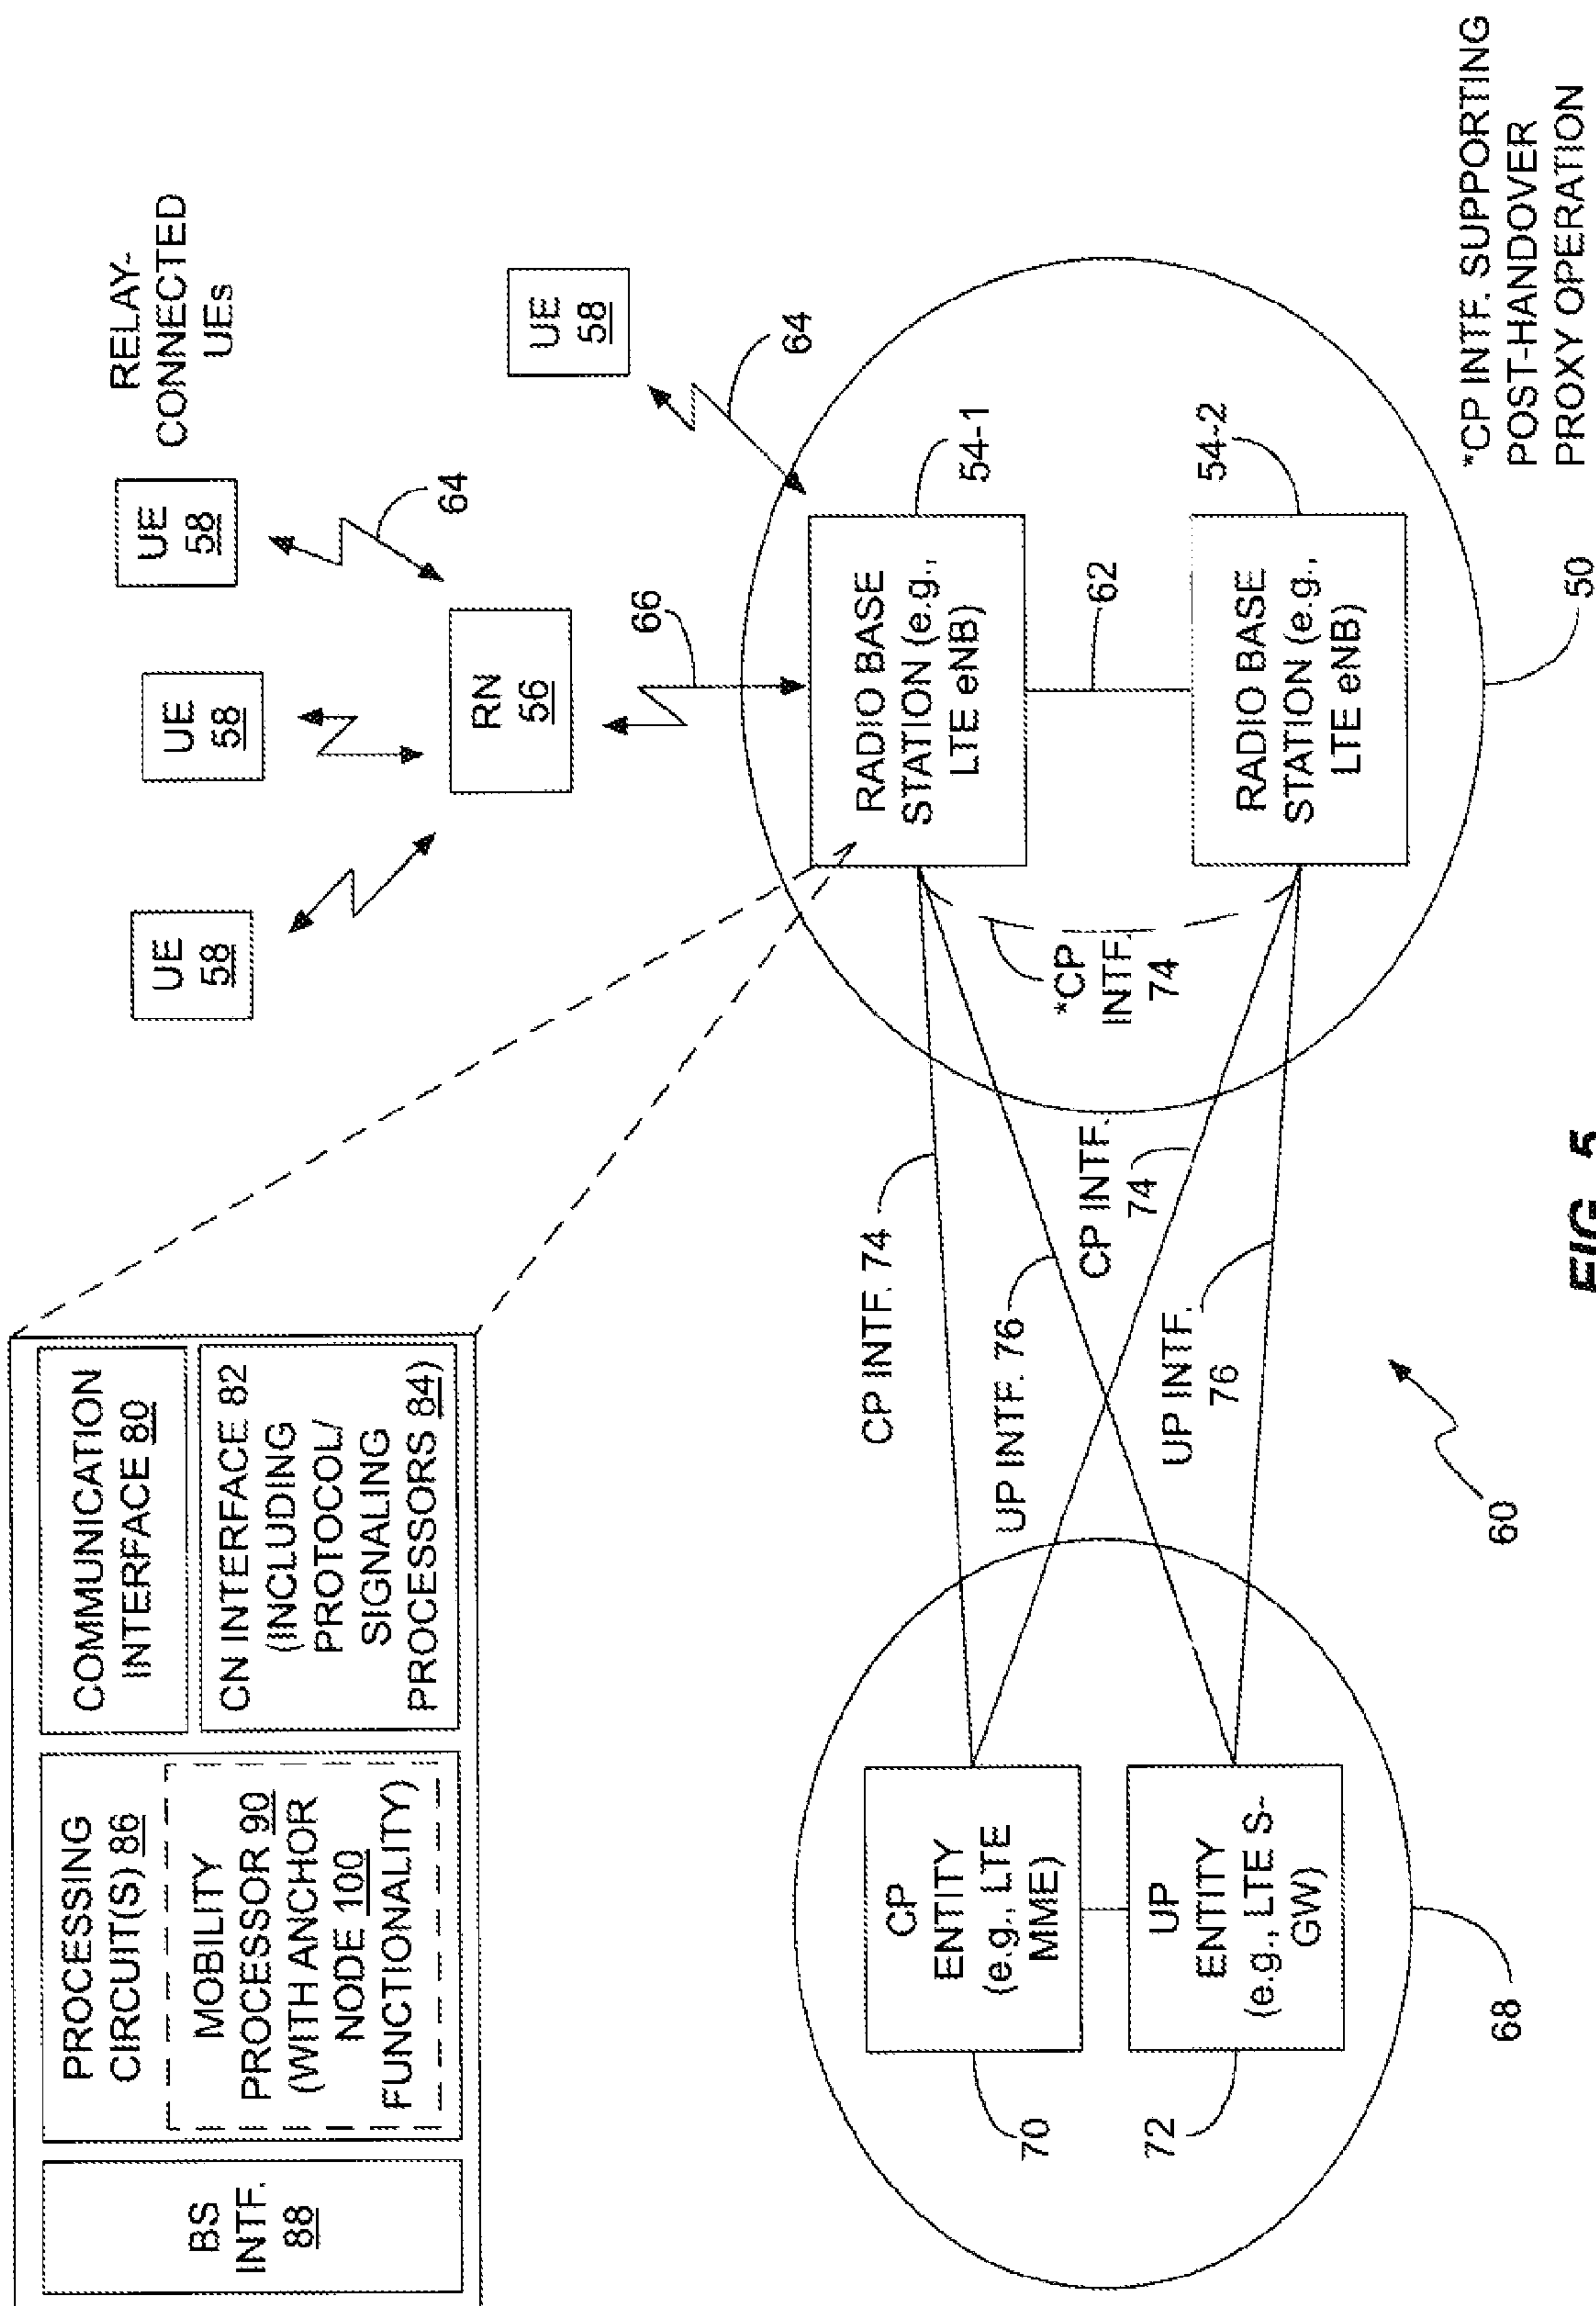 BS
INTF.
88
PROCESSING
CIRCUIT(S) 86
MOBILITY
PROCESSOR 90
(WITH ANCHOR
NODE 100
FUNCTIONALITY)
COMMUNICATION
INTERFACE 80
CN INTERFACE 82
(INCLUDING
PROTOCOL/
SIGNALING
PROCESSORS 84)
RELAY-
CONNECTED
UEs
UE
58
UE
58
UE
58
64
RN
56
66
UE
58
64
RADIO BASE
STATION (e.g.,
LTE eNB)
54-1
62
RADIO BASE
STATION (e.g.,
LTE eNB)
54-2
50
*CP
INTF.
74
*CP INTF. SUPPORTING
POST-HANDOVER
PROXY OPERATION
CP INTF. 74
UP INTF. 76
CP INTF.
74
UP INTF.
76
60
CP
ENTITY
(e.g., LTE
MME)
70
UP
ENTITY
(e.g., LTE S-
GW)
72
68
FIG. 5